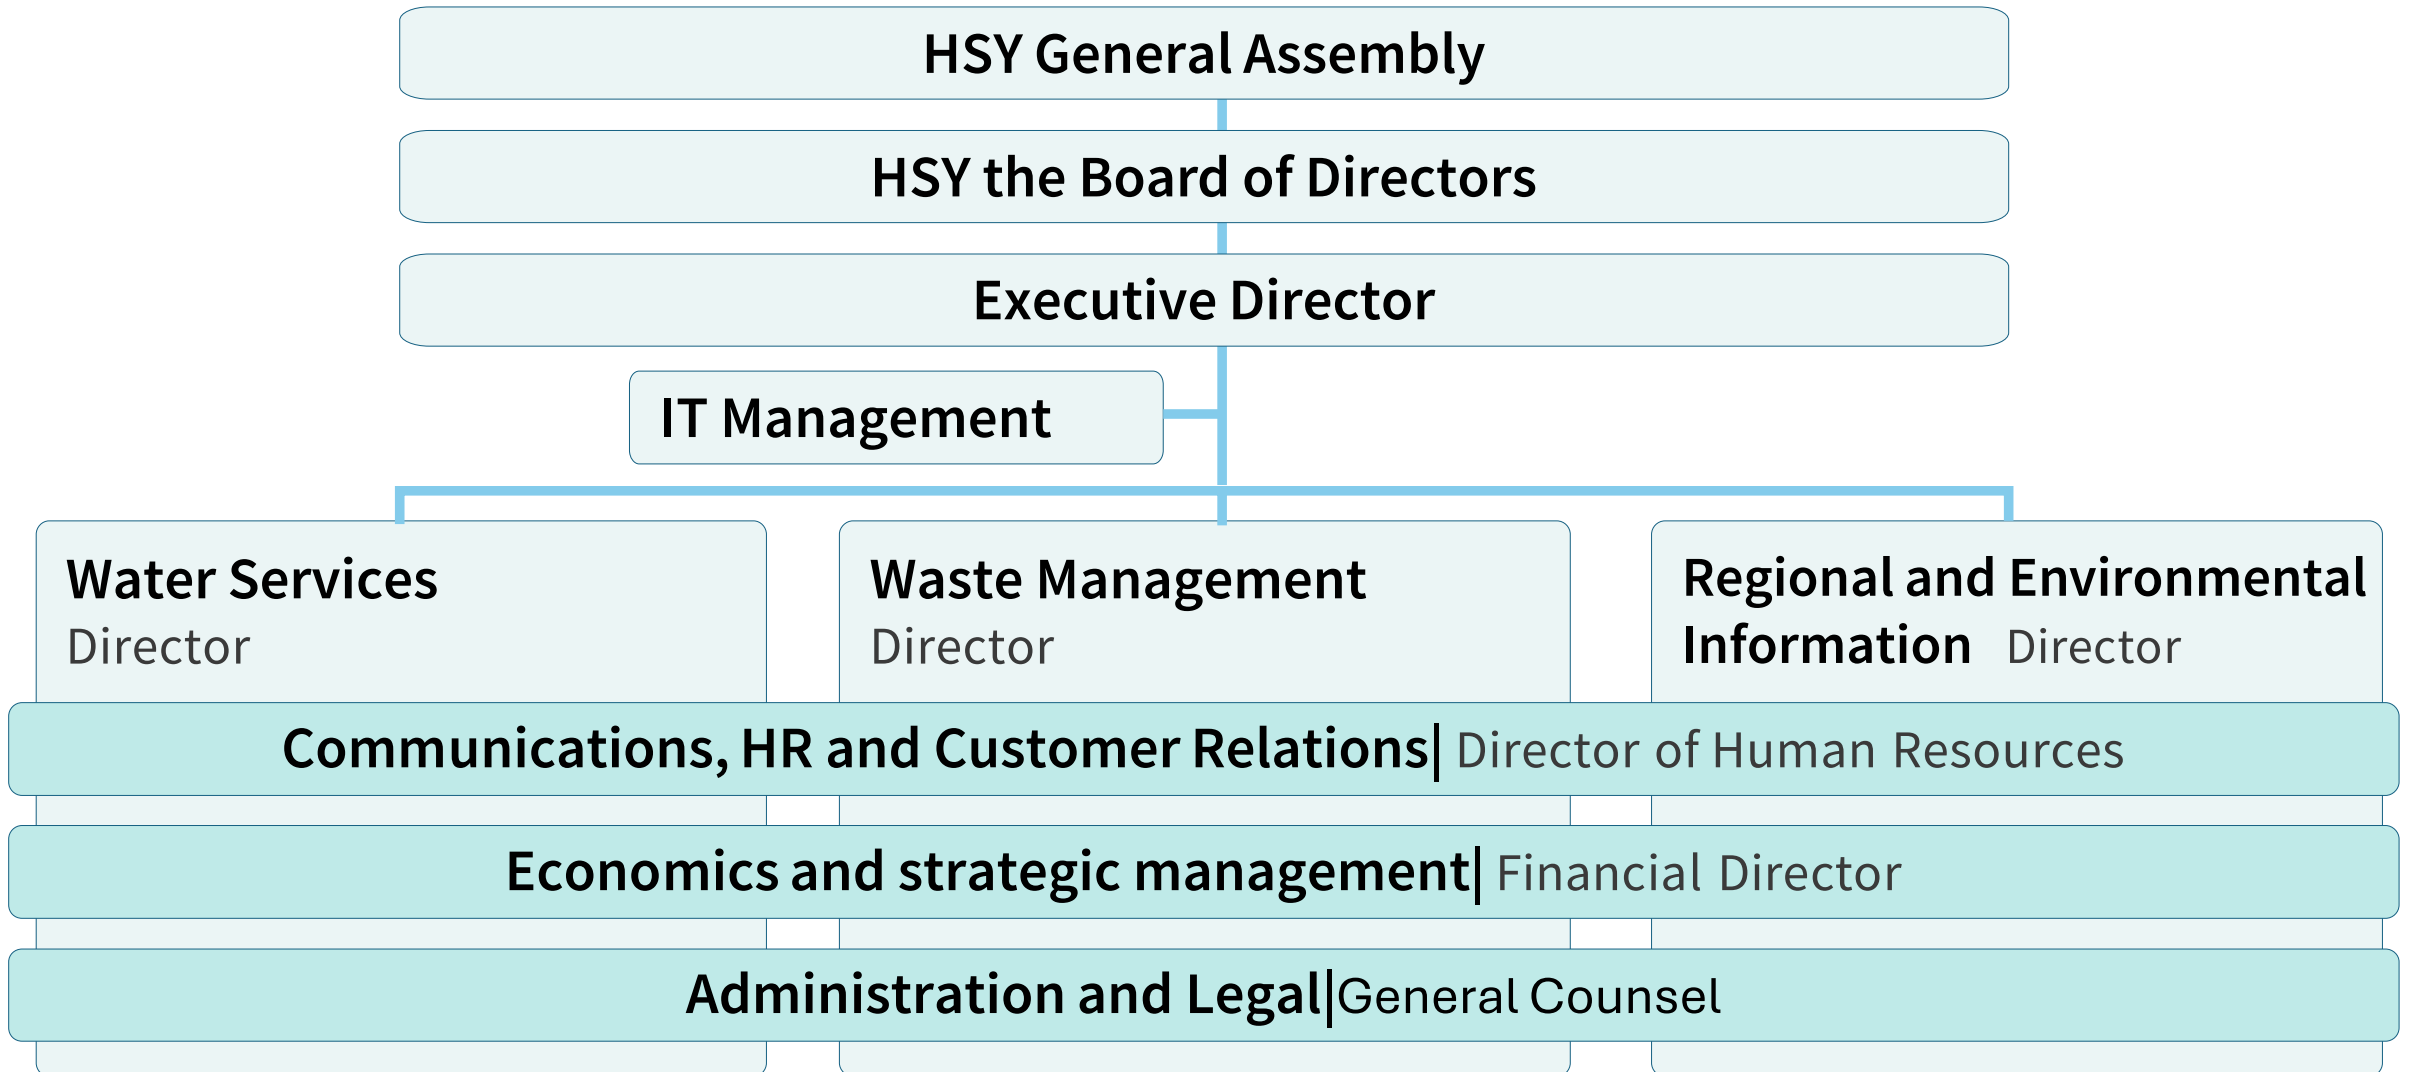 HSY General Assembly
HSY the Board of Directors
Executive Director
IT Management
Water Services
Director
Waste Management
Director
Regional and Environmental
Information Director
Communications, HR and Customer Relations| Director of Human Resources
Economics and strategic management| Financial Director
Administration and Legal|General Counsel